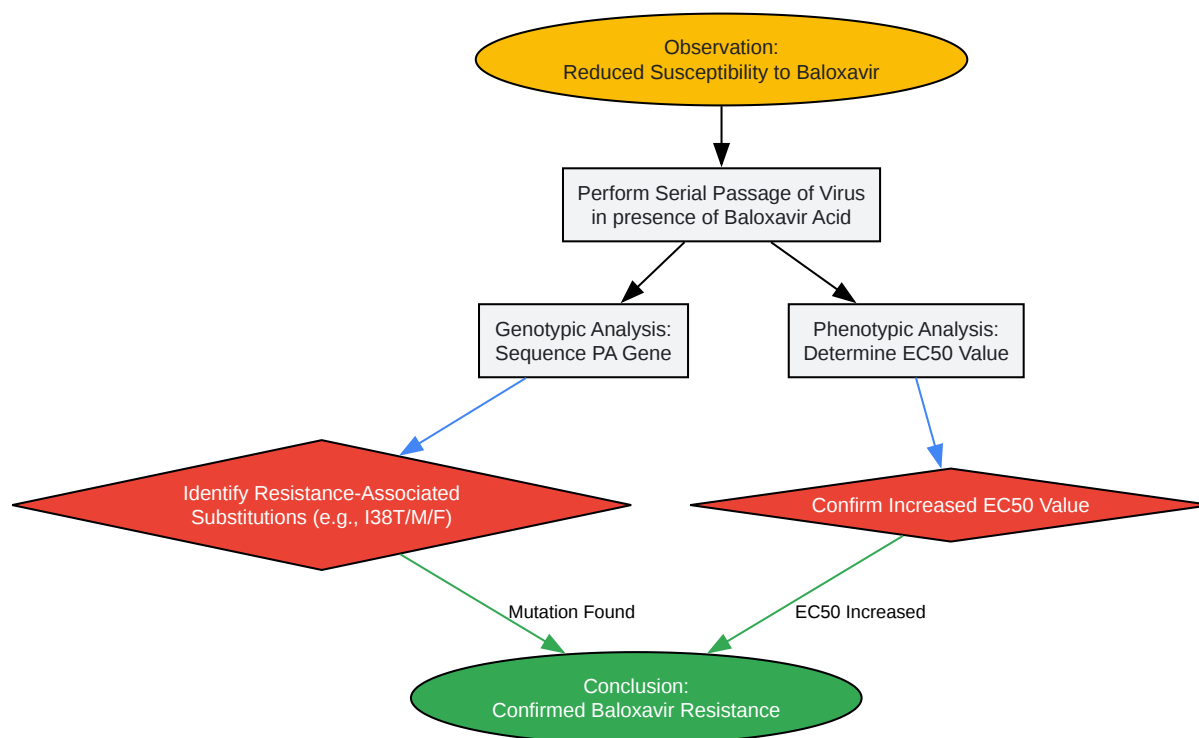 Observation:
Reduced Susceptibility to Baloxavir
Perform Serial Passage of Virus
in presence of Baloxavir Acid
Genotypic Analysis:
Sequence PA Gene
Phenotypic Analysis:
Determine EC50 Value
Identify Resistance-Associated
Substitutions (e.g., I38T/M/F)
Confirm Increased EC50 Value
Mutation Found
EC50 Increased
Conclusion:
Confirmed Baloxavir Resistance